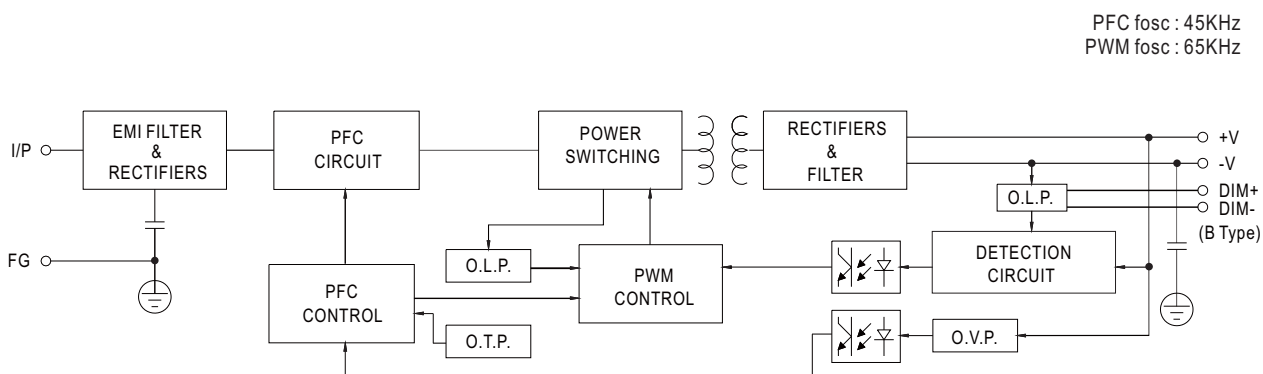 PFC fosc : 45KHz
PWM fosc : 65KHz
I/P
EMI FILTER
&
RECTIFIERS
PFC
CIRCUIT
POWER
SWITCHING
RECTIFIERS
&
FILTER
+V
-V
O.L.P.
DIM+
DIM-
(B Type)
FG
PFC
CONTROL
O.L.P.
O.T.P.
PWM
CONTROL
DETECTION
CIRCUIT
O.V.P.